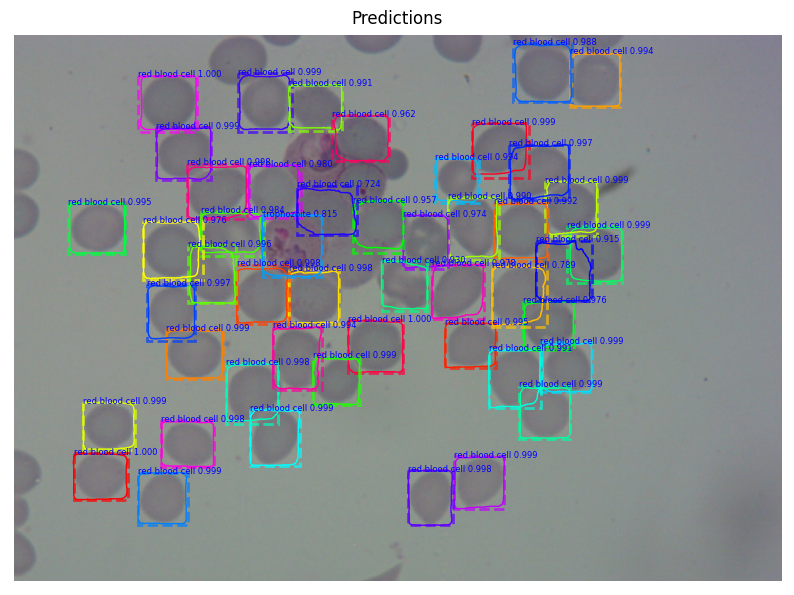 Predictions
red blood cell 0.988
red blood cell 0.994
red blood cell 1.000
red blood cell 0.999
red blood cell 0.991
red blood cell 0.962
red blood cell 0.999
red blood cell 0.999
red blood cell 0.997
red blood cell 0.980
red blood cell 0.994
red blood cell 0.724
red blood cell 0.999
red blood cell 0.990
red blood cell 0.992
red blood cell 0.995
red blood cell 0.957
red blood cell 0.984
trophozoite 0.815
red blood cell 0.974
red blood cell 0.976
red blood cell 0.999
red blood cell 0.915
red blood cell 0.996
red blood cell 0.930
red blood cell 0.998
red blood cell 0.998
red blood cell 0.789
red blood cell 0.997
red blood cell 0.976
red blood cell 1.000
red blood cell 0.995
red blood cell 0.999
red blood cell 0.994
red blood cell 0.999
red blood cell 0.991
red blood cell 0.999
red blood cell 0.998
red blood cell 0.999
red blood cell 0.999
red blood cell 0.999
red blood cell 0.998
red blood cell 1.000
red blood cell 0.999
red blood cell 0.998
red blood cell 0.999